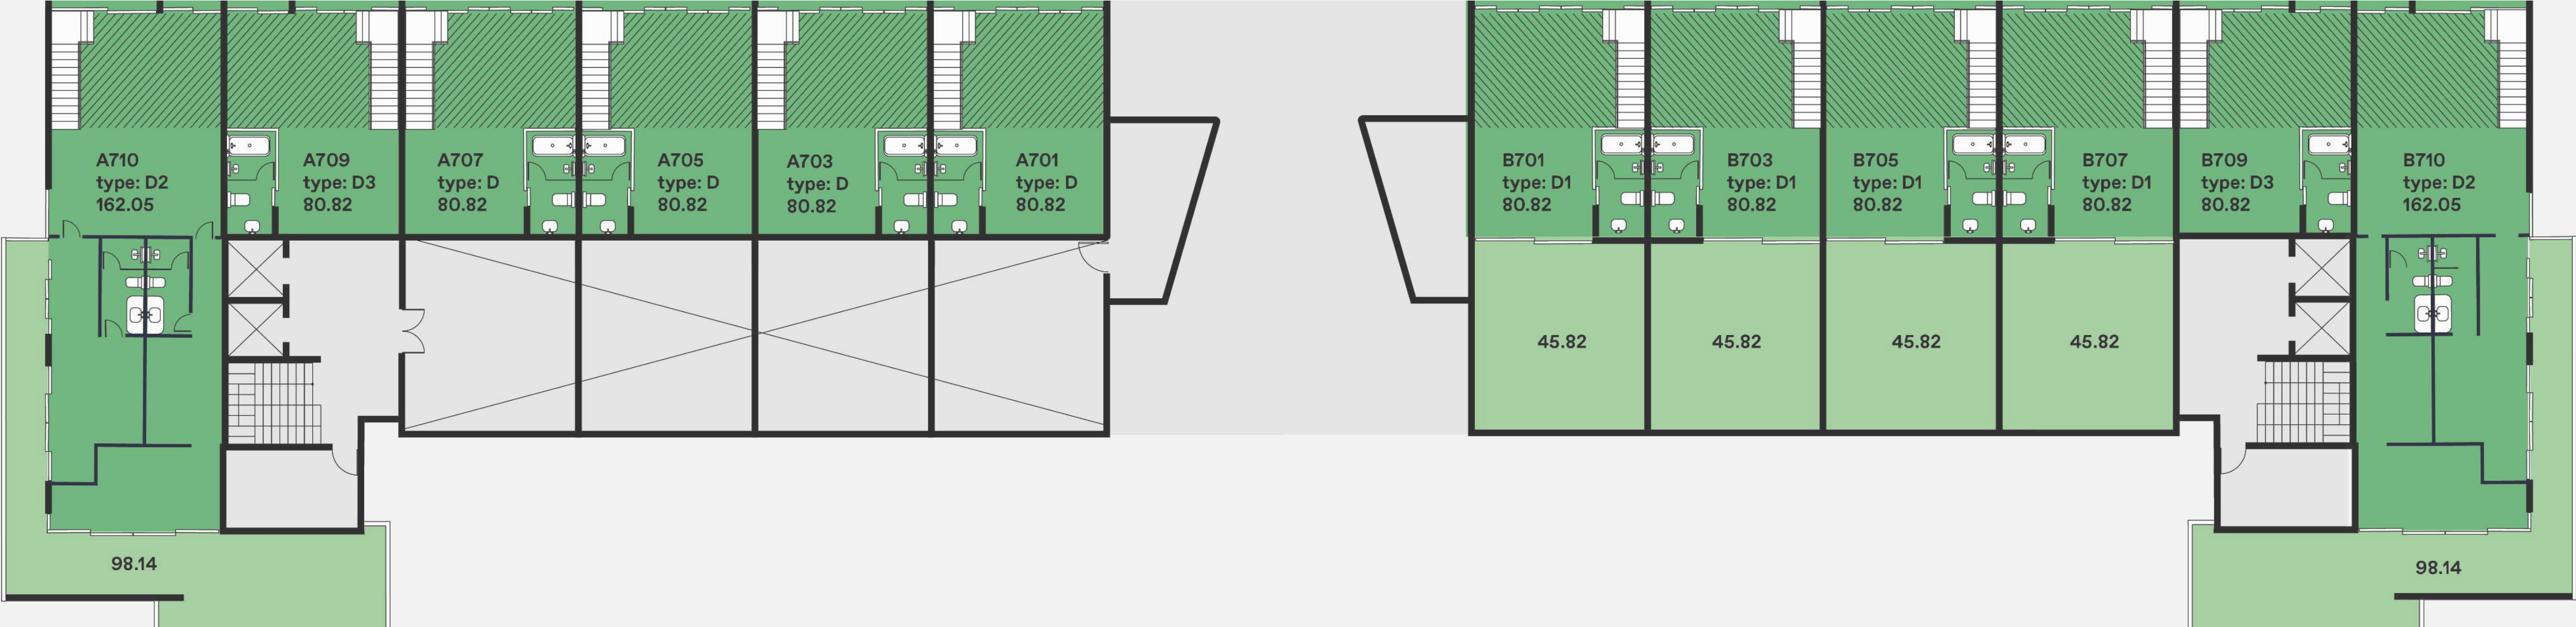 A710
type: D2
162.05
A709
type: D3
80.82
A707
type: D
80.82
A705
type: D
80.82
A703
type: D
80.82
A701
type: D
80.82
B701
type: D1
80.82
B703
type: D1
80.82
B705
type: D1
80.82
B707
type: D1
80.82
B709
type: D3
80.82
B710
type: D2
162.05
45.82
45.82
45.82
45.82
98.14
98.14